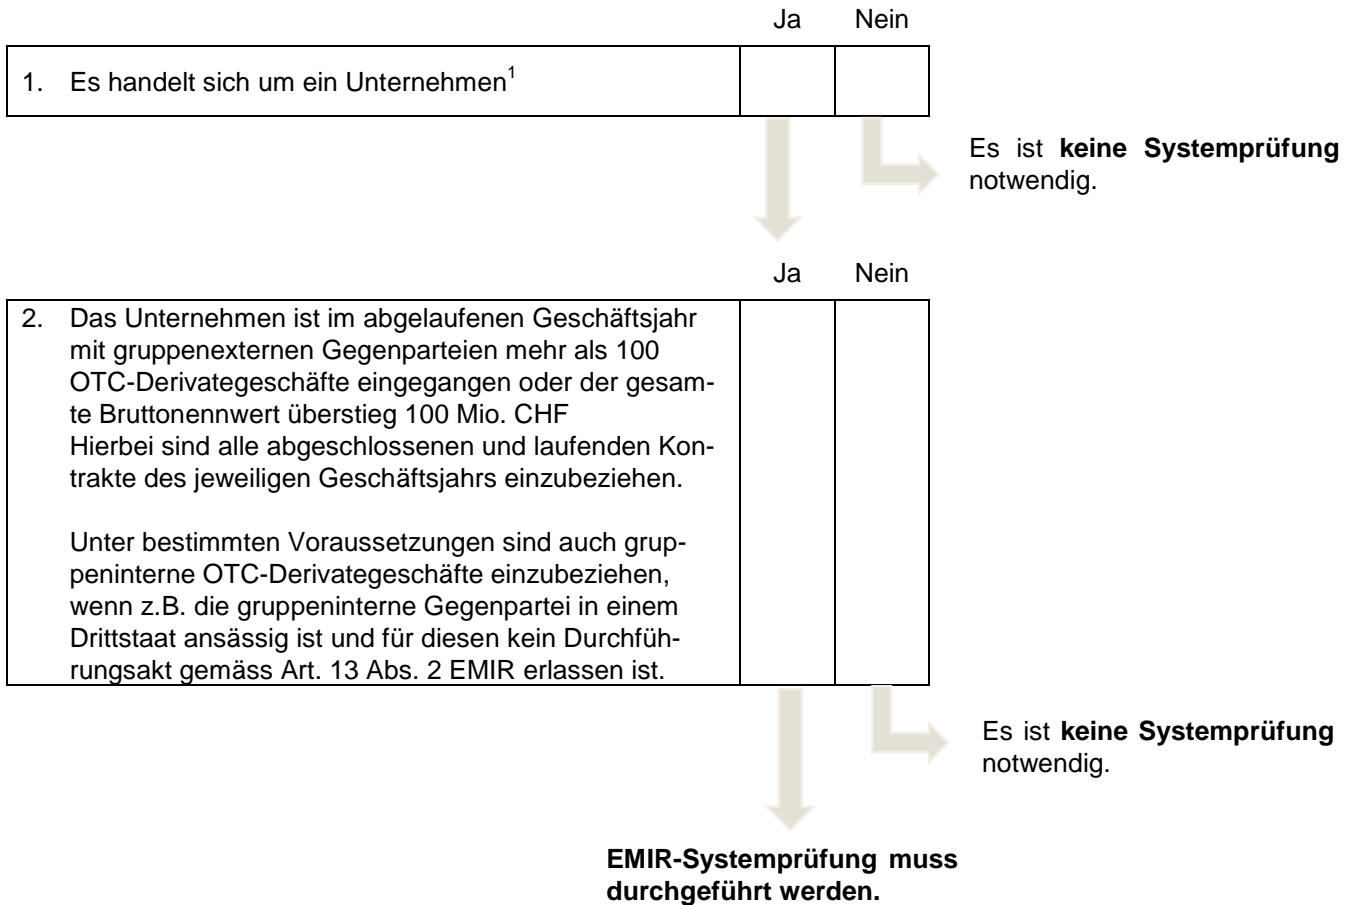 Ja Nein
1. Es handelt sich um ein Unternehmen¹
Es ist keine Systemprüfung
notwendig.
Ja Nein
2. Das Unternehmen ist im abgelaufenen Geschäftsjahr
mit gruppenexternen Gegenparteien mehr als 100
OTC-Derivategeschäfte eingegangen oder der gesam-
te Bruttonennwert überstieg 100 Mio. CHF
Hierbei sind alle abgeschlossenen und laufenden Kon-
trakte des jeweiligen Geschäftsjahrs einzubeziehen.
Unter bestimmten Voraussetzungen sind auch grup-
peninterne OTC-Derivategeschäfte einzubeziehen,
wenn z.B. die gruppeninterne Gegenpartei in einem
Drittstaat ansässig ist und für diesen kein Durchfüh-
rungsakt gemäss Art. 13 Abs. 2 EMIR erlassen ist.
Es ist keine Systemprüfung
notwendig.
EMIR-Systemprüfung muss
durchgeführt werden.